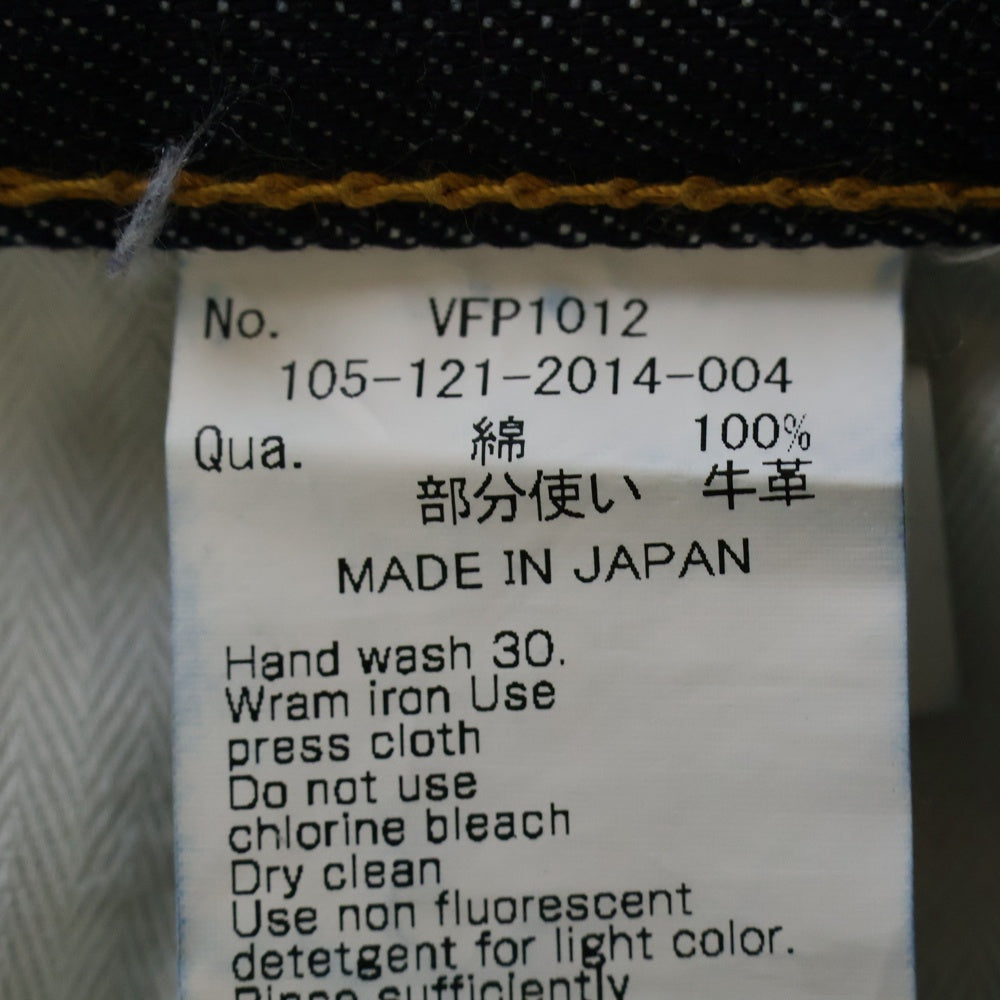 No. VFP1012
105-121-2014-004
Qua. 綿 100%
部分使い 牛革
MADE IN JAPAN
Hand wash 30.
Wram iron Use
press cloth
Do not use
chlorine bleach
Dry clean
Use non fluorescent
detetgent for light color.
Rinse sufficiently